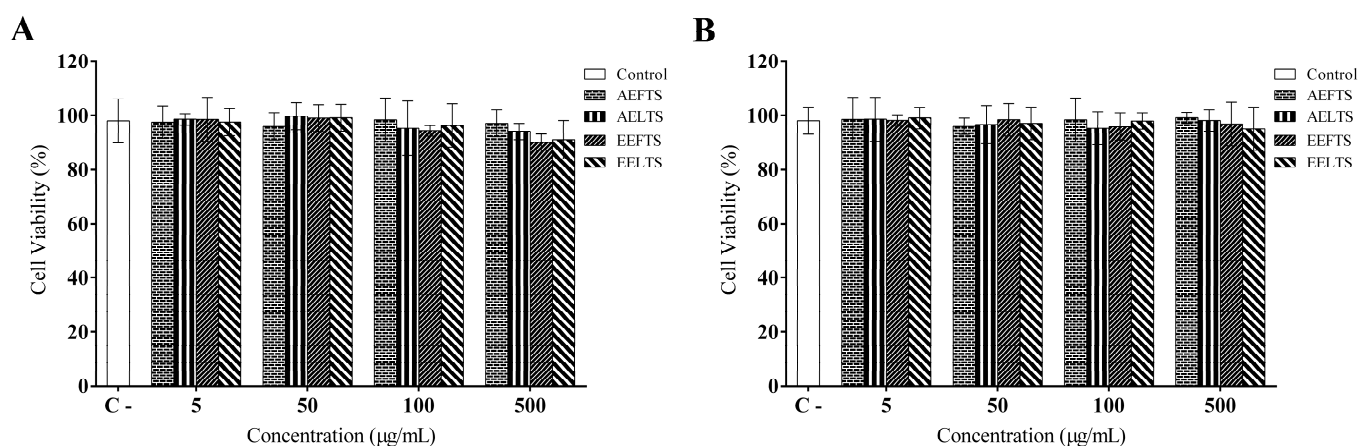 A
120
100
80
60
40
20
0
Cell Viability (%)
C -
5
50
100
500
Concentration (µg/mL)
Control
AEFTS
AELTS
EEFTS
EELTS
B
120
100
80
60
40
20
0
Cell Viability (%)
C -
5
50
100
500
Concentration (µg/mL)
Control
AEFTS
AELTS
EEFTS
EELTS